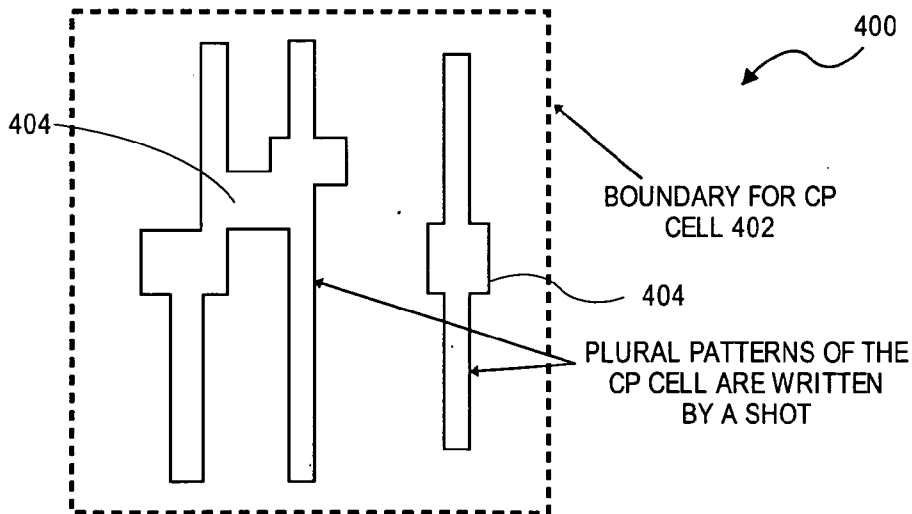 400
404
BOUNDARY FOR CP
CELL 402
404
PLURAL PATTERNS OF THE
CP CELL ARE WRITTEN
BY A SHOT